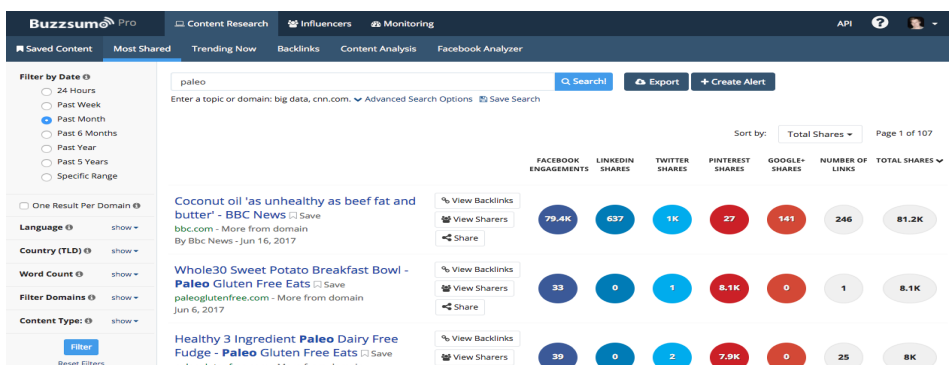 Buzzsumo Pro
Content Research
Influencers
Monitoring
API
?
Saved Content
Most Shared
Trending Now
Backlinks
Content Analysis
Facebook Analyzer
Filter by Date
24 Hours
Past Week
Past Month
Past 6 Months
Past Year
Past 5 Years
Specific Range
One Result Per Domain
Language show
Country (TLD) show
Word Count show
Filter Domains show
Content Type: show
Filter
Reset Filters
paleo
Search!
Export
+ Create Alert
Enter a topic or domain: big data, cnn.com. Advanced Search Options Save Search
Sort by: Total Shares Page 1 of 107
FACEBOOK ENGAGEMENTS
LINKEDIN SHARES
TWITTER SHARES
PINTEREST SHARES
GOOGLE+ SHARES
NUMBER OF LINKS
TOTAL SHARES
Coconut oil 'as unhealthy as beef fat and
butter' - BBC News Save
bbc.com - More from domain
By Bbc News - Jun 16, 2017
View Backlinks
View Sharers
Share
79.4K 637 1K 27 141 246 81.2K
Whole30 Sweet Potato Breakfast Bowl -
Paleo Gluten Free Eats Save
paleoglutenfree.com - More from domain
Jun 6, 2017
View Backlinks
View Sharers
Share
33 0 1 8.1K 0 1 8.1K
Healthy 3 Ingredient Paleo Dairy Free
Fudge - Paleo Gluten Free Eats Save
View Backlinks
View Sharers
39 0 2 7.9K 0 25 8K